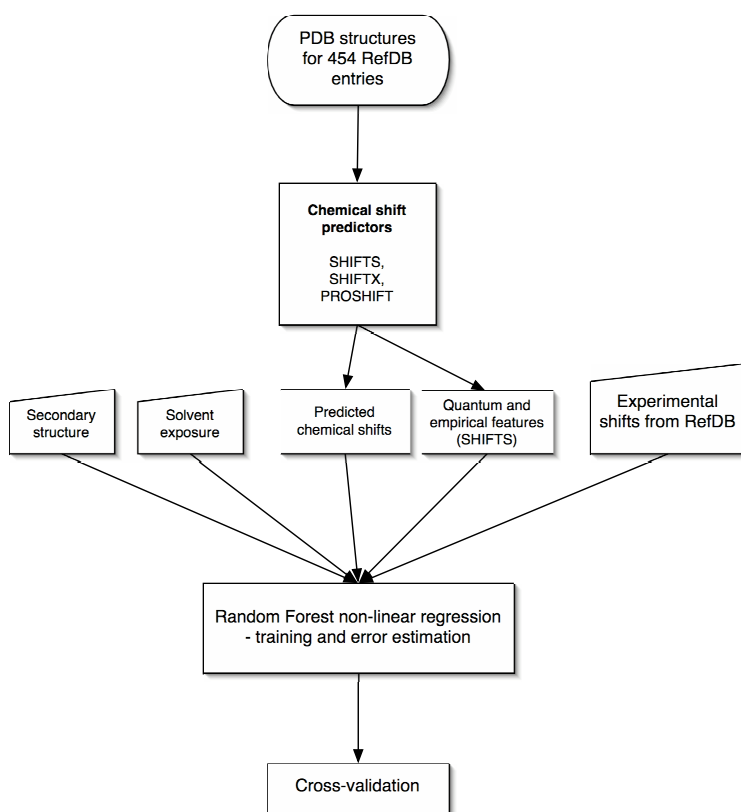 PDB structures
for 454 RefDB
entries
Chemical shift
predictors
SHIFTS,
SHIFTX,
PROSHIFT
Secondary
structure
Solvent
exposure
Predicted
chemical shifts
Quantum and
empirical features
(SHIFTS)
Experimental
shifts from RefDB
Random Forest non-linear regression
- training and error estimation
Cross-validation